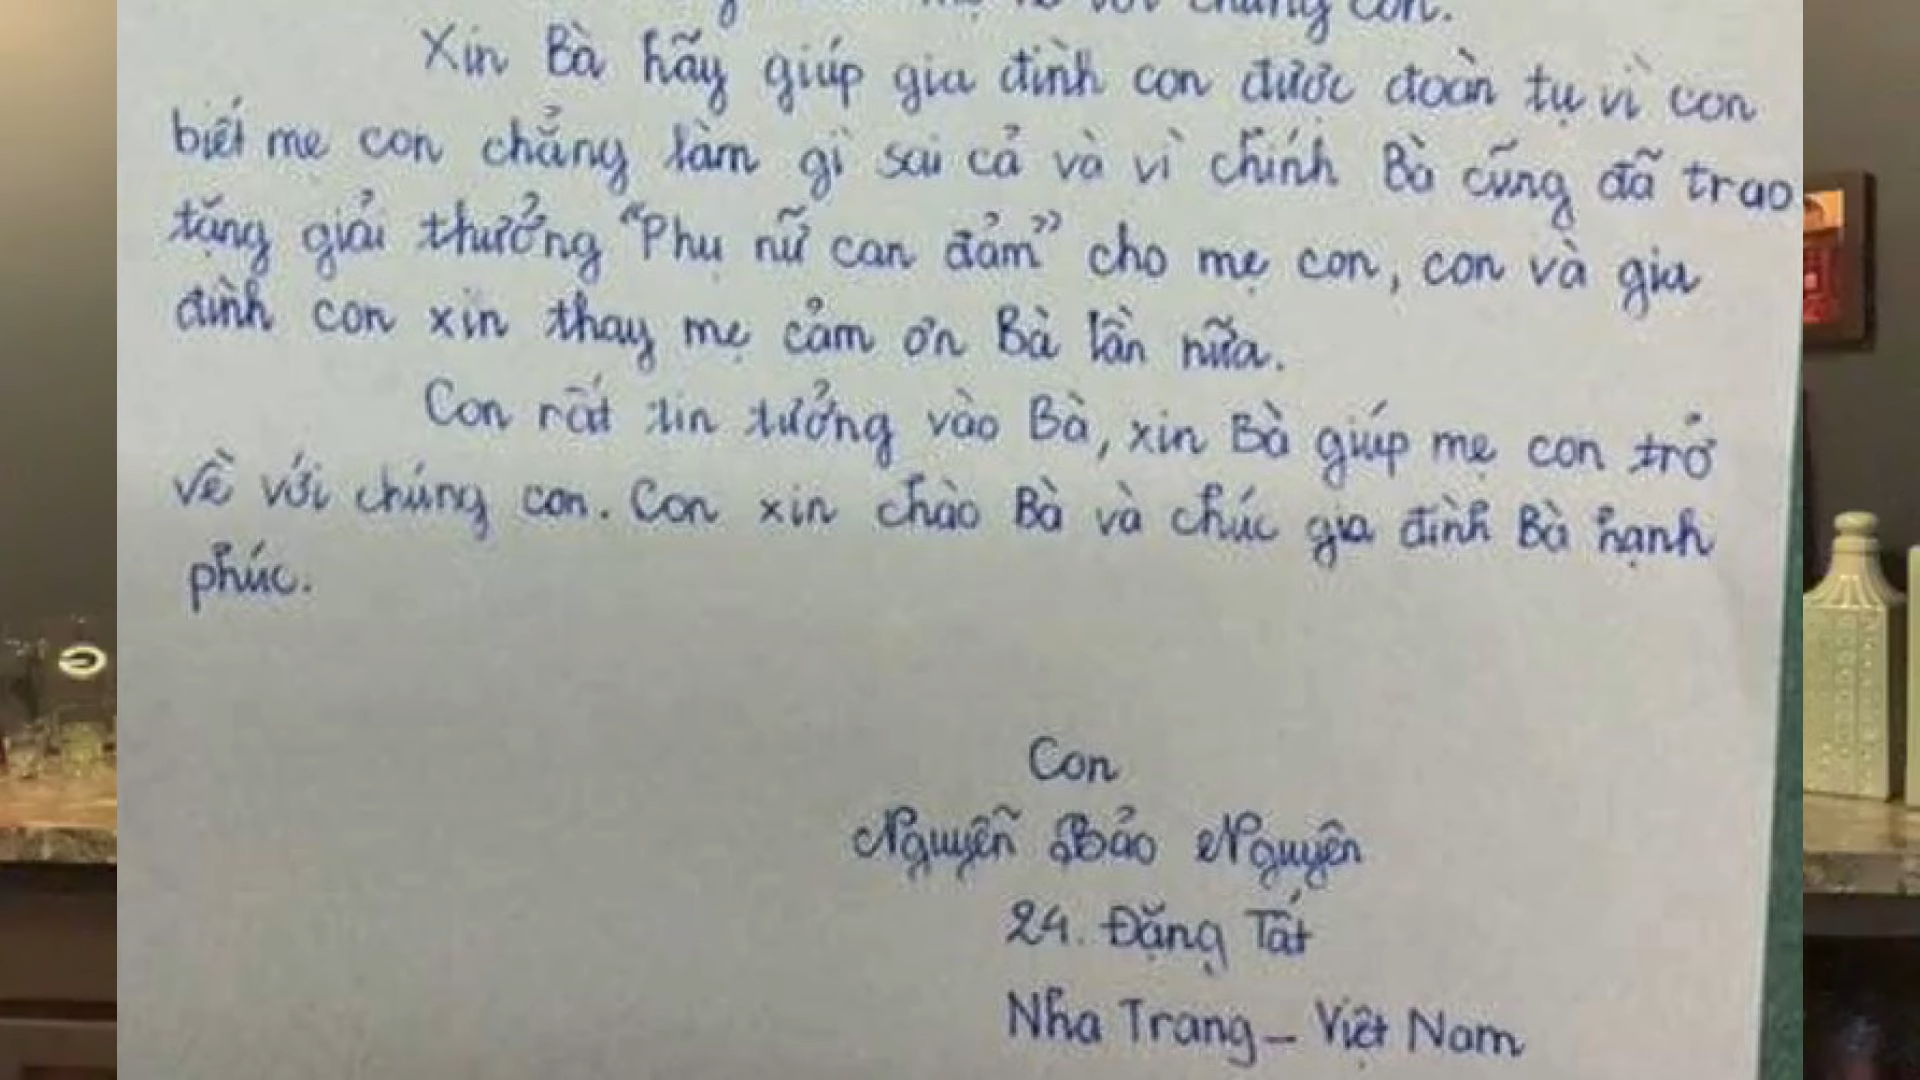 với chúng con.
Xin Bà hãy giúp gia đình con được đoàn tụ vì con
biết mẹ con chẳng làm gì sai cả và vì chính Bà cũng đã trao
tặng giải thưởng "Phụ nữ can đảm" cho mẹ con, con và gia
đình con xin thay mẹ cảm ơn Bà lần nữa.
Con rất tin tưởng vào Bà, xin Bà giúp mẹ con trở
về với chúng con. Con xin chào Bà và chúc gia đình Bà hạnh
phúc.
Con
Nguyễn Bảo Nguyên
24. Đặng Tất
Nha Trang - Việt Nam